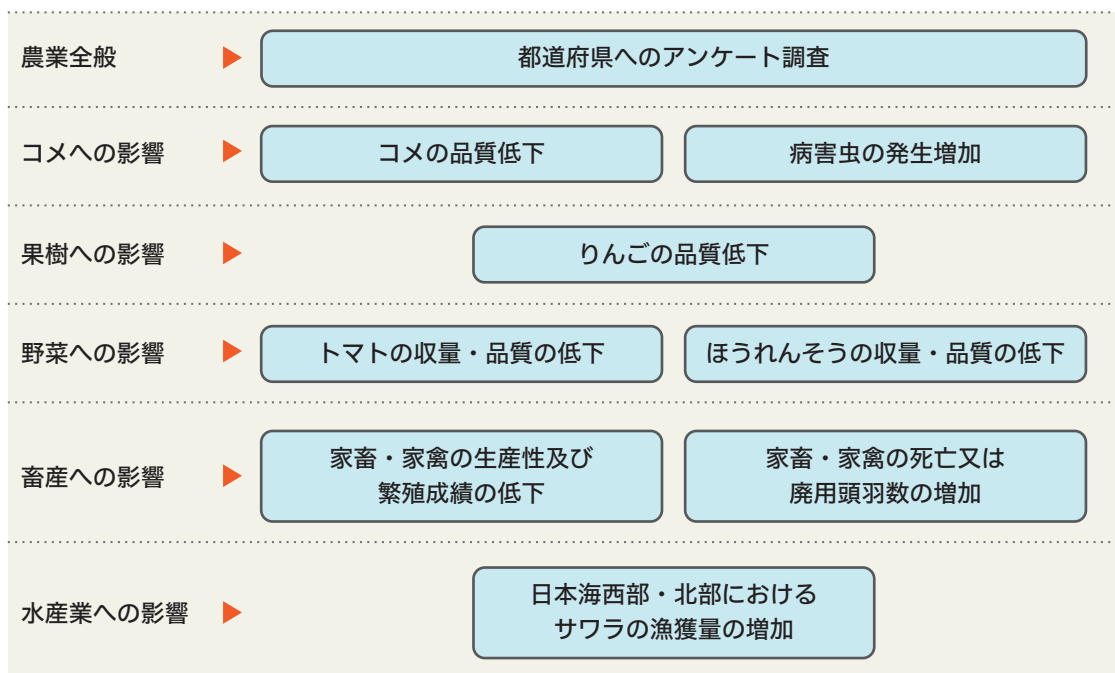 農業全般
都道府県へのアンケート調査
コメへの影響
コメの品質低下
病害虫の発生増加
果樹への影響
りんごの品質低下
野菜への影響
トマトの収量・品質の低下
ほうれんそうの収量・品質の低下
畜産への影響
家畜・家禽の生産性及び
繁殖成績の低下
家畜・家禽の死亡又は
廃用頭羽数の増加
水産業への影響
日本海西部・北部における
サワラの漁獲量の増加